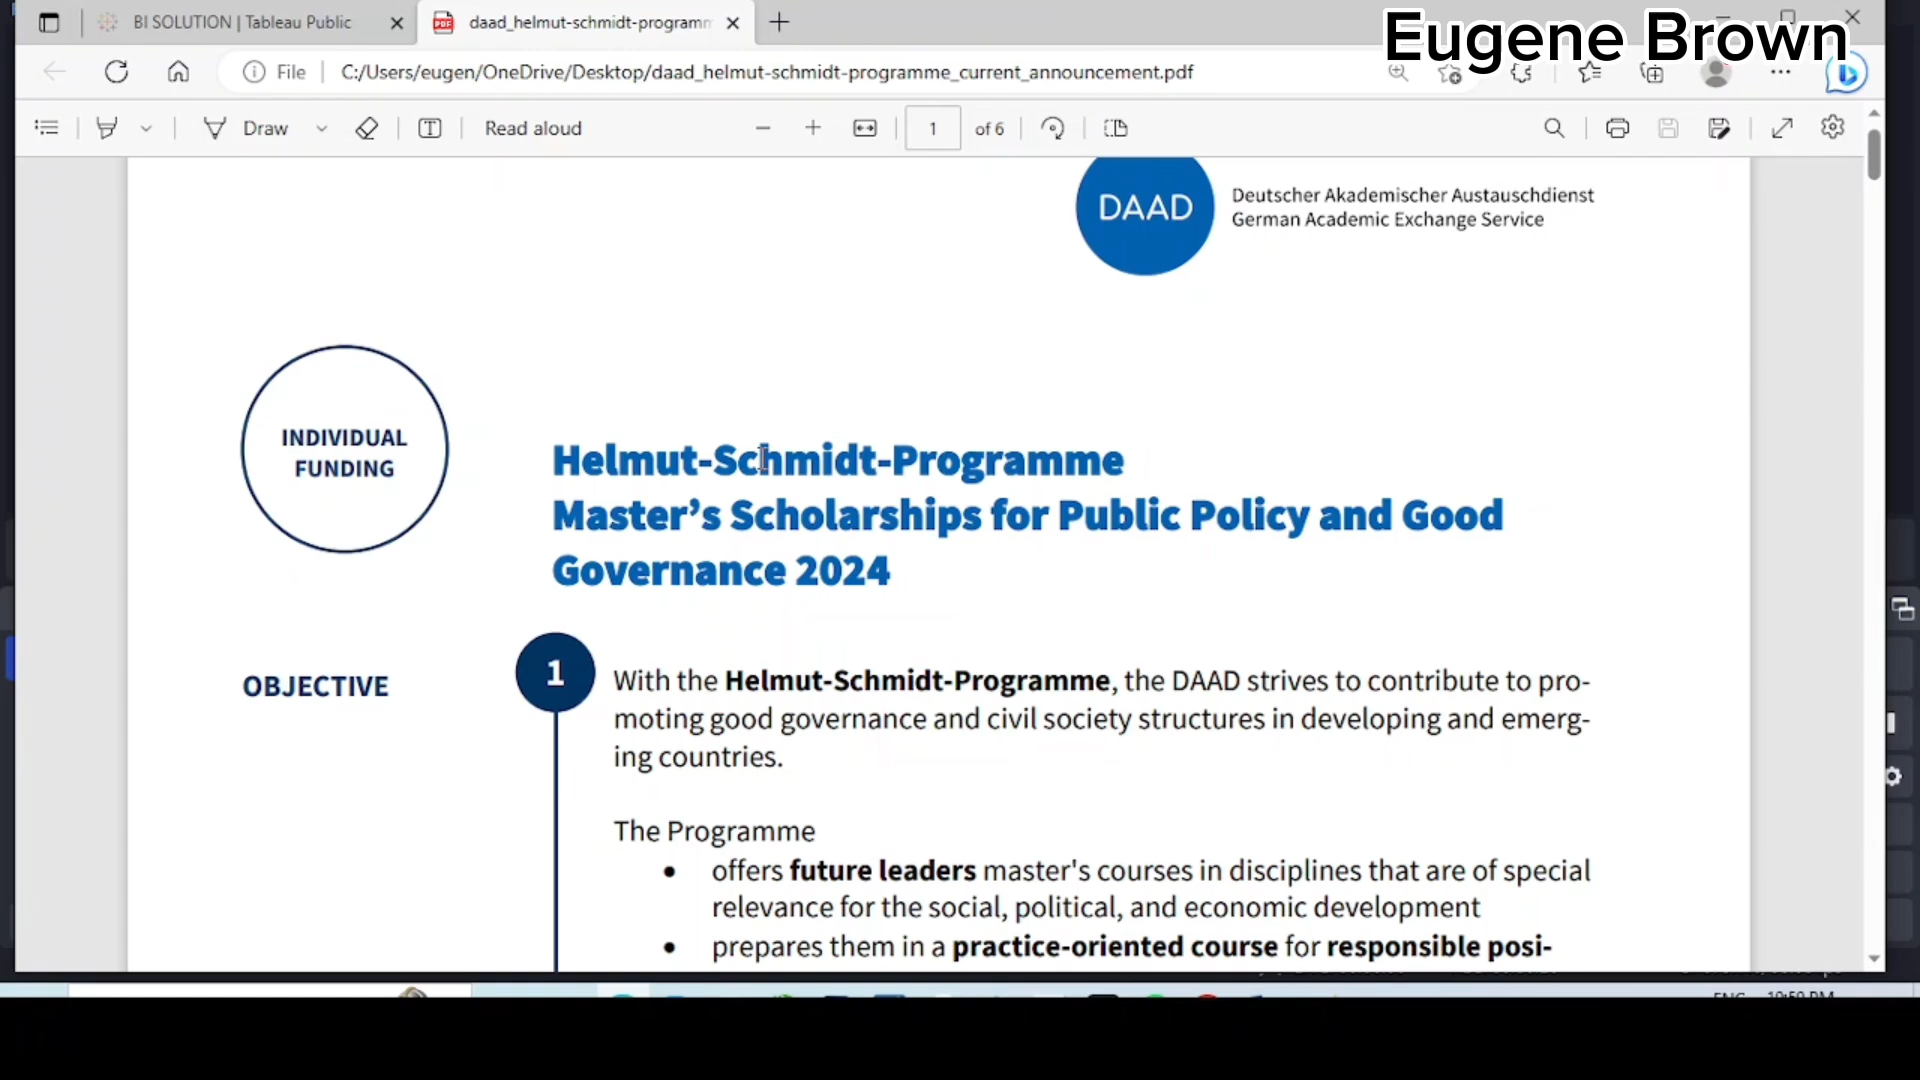 BI SOLUTION | Tableau Public
daad_helmut-schmidt-programm
Eugene Brown
File
C:/Users/eugen/OneDrive/Desktop/daad_helmut-schmidt-programme_current_announcement.pdf
Draw
Read aloud
1 of 6
DAAD
Deutscher Akademischer Austauschdienst
German Academic Exchange Service
INDIVIDUAL
FUNDING
Helmut-Schmidt-Programme
Master’s Scholarships for Public Policy and Good
Governance 2024
OBJECTIVE
1
With the Helmut-Schmidt-Programme, the DAAD strives to contribute to pro-
moting good governance and civil society structures in developing and emerg-
ing countries.
The Programme
• offers future leaders master's courses in disciplines that are of special
relevance for the social, political, and economic development
• prepares them in a practice-oriented course for responsible posi-